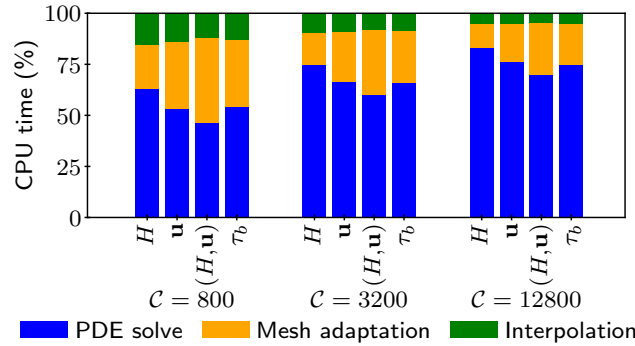 CPU time (%)
100
75
50
25
0
H u (H, u) τb H u (H, u) τb H u (H, u) τb
C = 800 C = 3200 C = 12800
PDE solve Mesh adaptation Interpolation